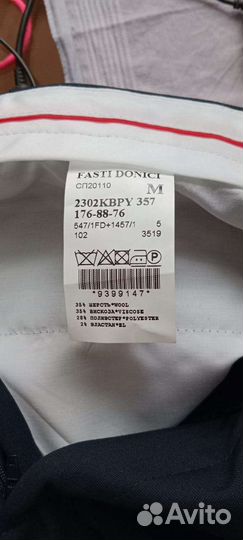 FASTI DONICI
СП20110 M
2302KBPY 357
176-88-76
547/1FD+1457/1 5
102 3519
P
*9399147*
35% ШЕРСТЬ*WOOL
35% ВИСКОЗА*VISCOSE
28% ПОЛИЭСТЕР*POLYESTER
2% ЭЛАСТАН*EL
Avito